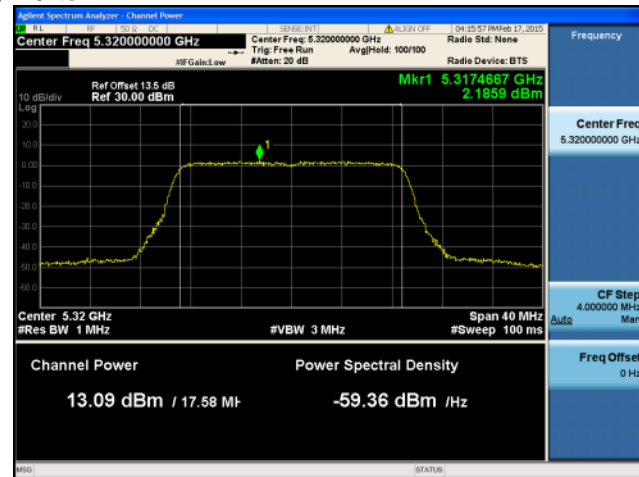 Agilent Spectrum Analyzer - Channel Power
RL RF 50 Ω DC SENSE:INT ALIGN OFF 04:15:57 PM Feb 17, 2015
Center Freq 5.320000000 GHz
Center Freq: 5.320000000 GHz
Radio Std: None
Trig: Free Run Avg|Hold: 100/100
#IFGain:Low #Atten: 20 dB Radio Device: BTS
Frequency
Ref Offset 13.5 dB
Ref 30.00 dBm
10 dB/div
Log
Mkr1 5.3174667 GHz
2.1859 dBm
20.0
10.0
0.00
-10.0
-20.0
-30.0
-40.0
-50.0
-60.0
1
Center Freq
5.320000000 GHz
Center 5.32 GHz Span 40 MHz
#Res BW 1 MHz #VBW 3 MHz #Sweep 100 ms
CF Step
4.000000 MHz
Auto Man
Channel Power Power Spectral Density
13.09 dBm / 17.58 MH -59.36 dBm /Hz
Freq Offset
0 Hz
MSG STATUS